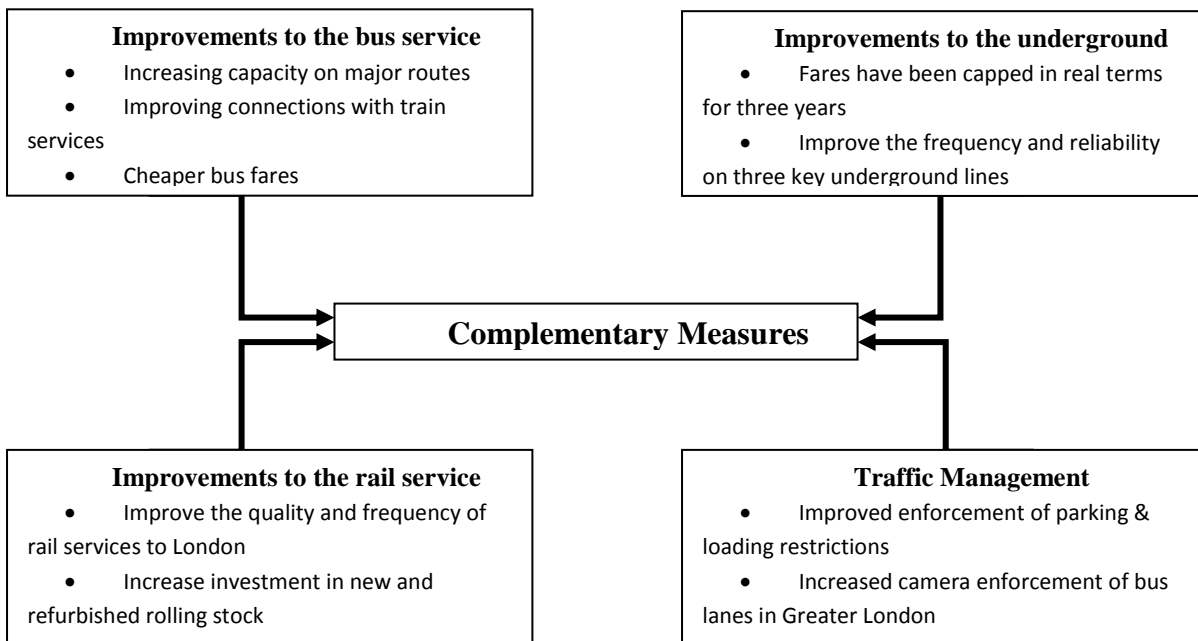 Improvements to the bus service
• Increasing capacity on major routes
• Improving connections with train
services
• Cheaper bus fares
Improvements to the underground
• Fares have been capped in real terms
for three years
• Improve the frequency and reliability
on three key underground lines
Complementary Measures
Improvements to the rail service
• Improve the quality and frequency of
rail services to London
• Increase investment in new and
refurbished rolling stock
Traffic Management
• Improved enforcement of parking &
loading restrictions
• Increased camera enforcement of bus
lanes in Greater London